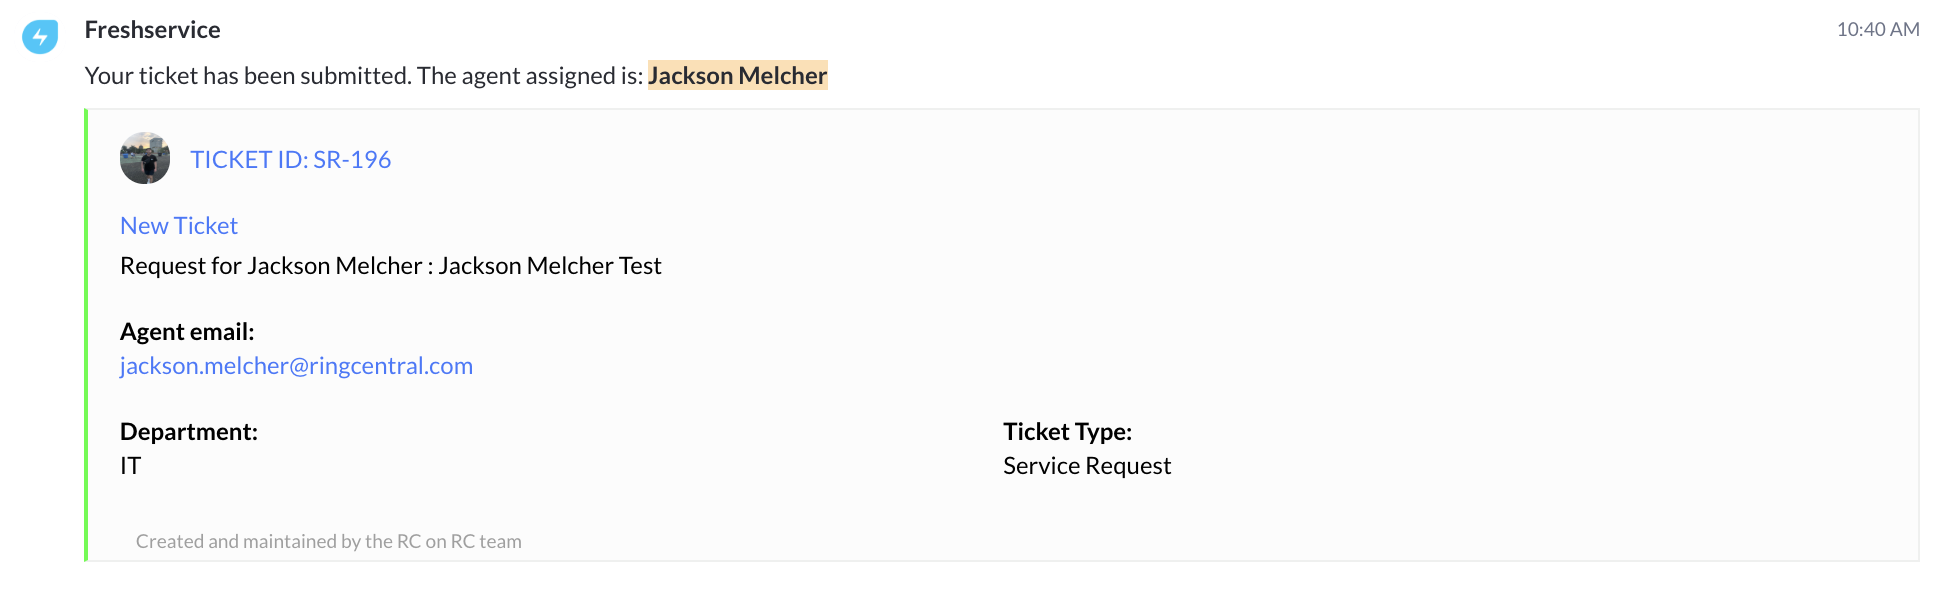 Freshservice
10:40 AM
Your ticket has been submitted. The agent assigned is: Jackson Melcher
TICKET ID: SR-196
New Ticket
Request for Jackson Melcher : Jackson Melcher Test
Agent email:
jackson.melcher@ringcentral.com
Department:
IT
Ticket Type:
Service Request
Created and maintained by the RC on RC team